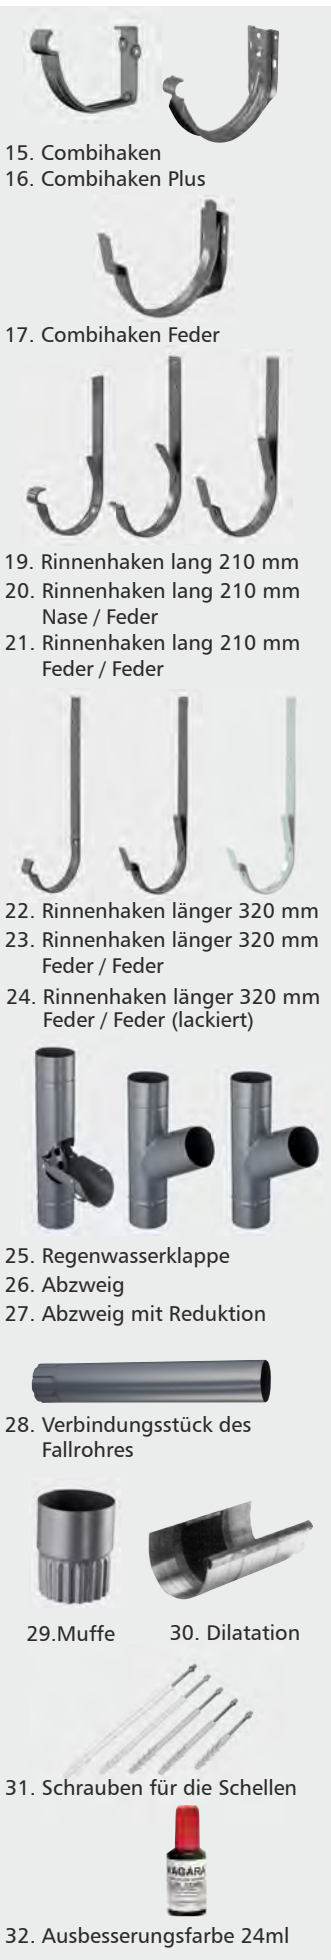 15. Combihaken
16. Combihaken Plus
17. Combihaken Feder
19. Rinnenhaken lang 210 mm
20. Rinnenhaken lang 210 mm
Nase / Feder
21. Rinnenhaken lang 210 mm
Feder / Feder
22. Rinnenhaken länger 320 mm
23. Rinnenhaken länger 320 mm
Feder / Feder
24. Rinnenhaken länger 320 mm
Feder / Feder (lackiert)
25. Regenwasserklappe
26. Abzweig
27. Abzweig mit Reduktion
28. Verbindungsstück des
Fallrohres
29.Muffe
30. Dilatation
31. Schrauben für die Schellen
32. Ausbesserungsfarbe 24ml